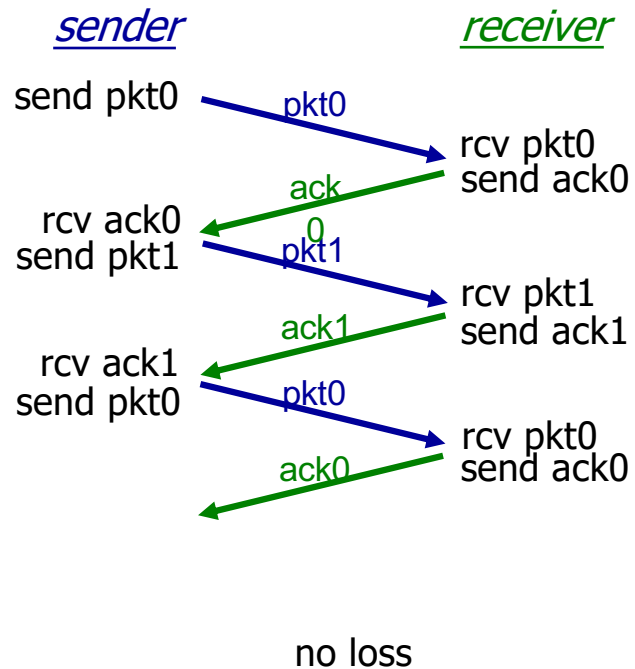 sender
receiver
send pkt0
pkt0
rcv pkt0
send ack0
ack
0
rcv ack0
send pkt1
pkt1
rcv pkt1
send ack1
ack1
rcv ack1
send pkt0
pkt0
rcv pkt0
send ack0
ack0
no loss